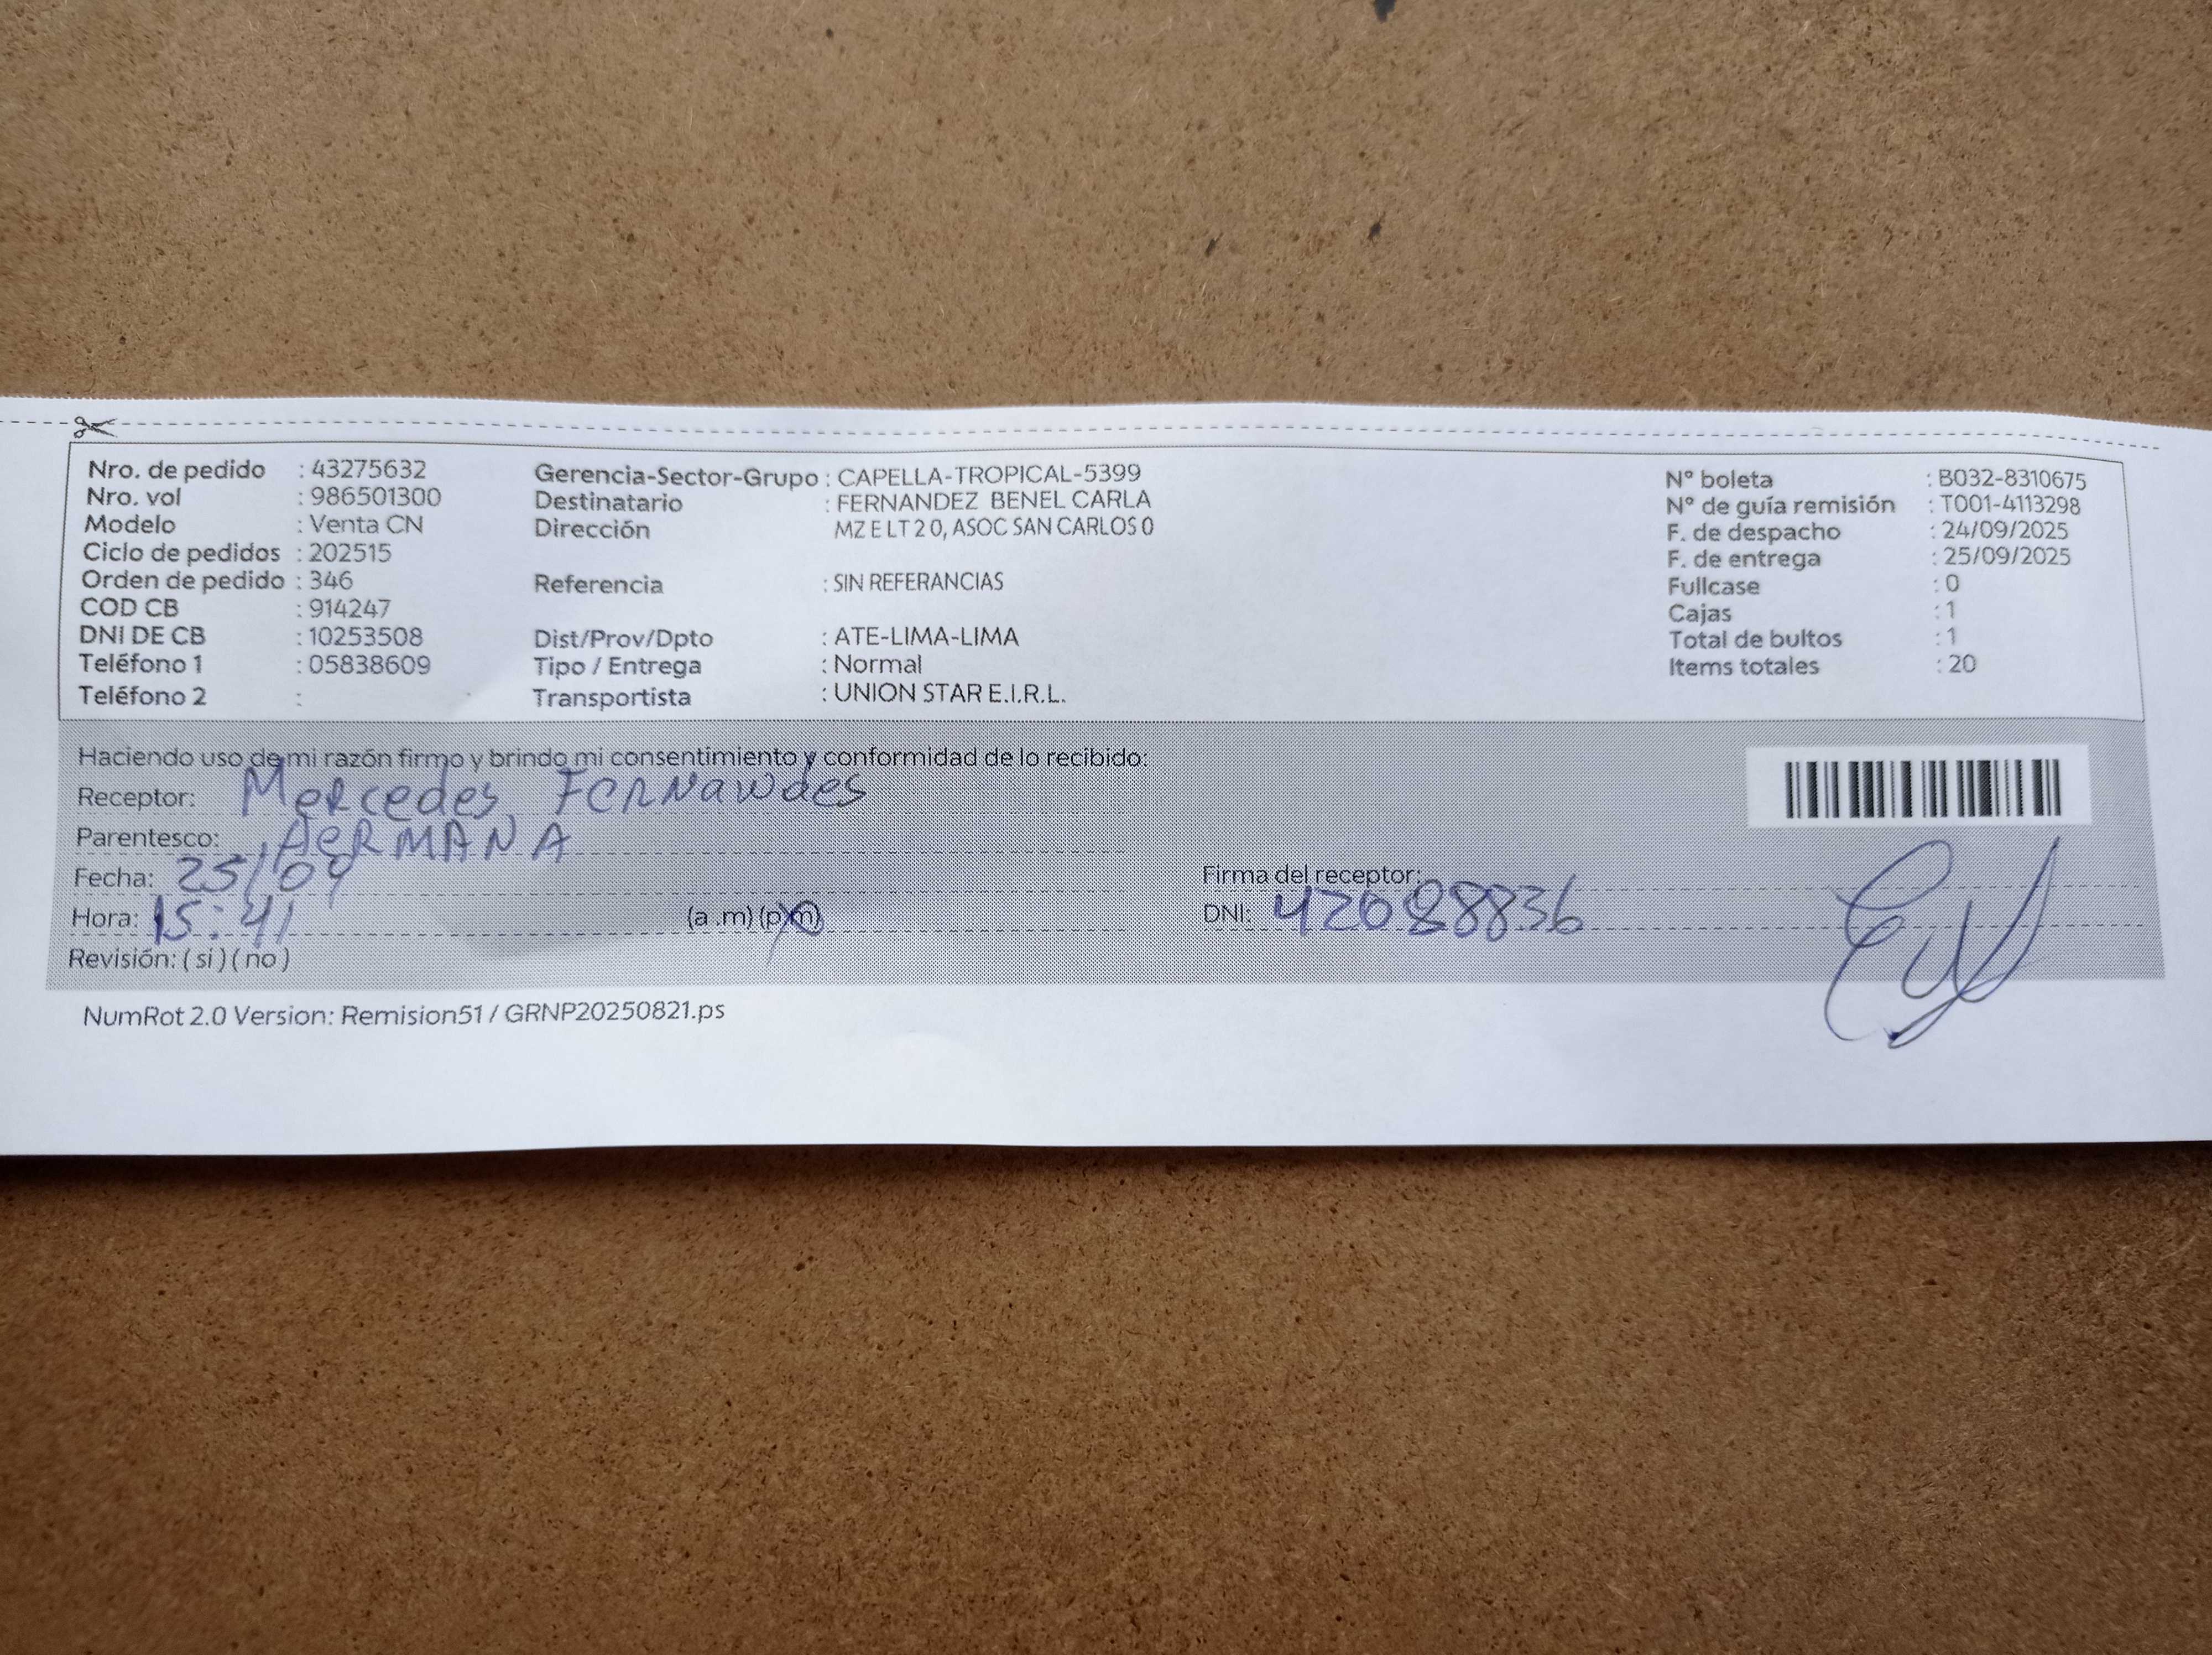 Nro. de pedido : 43275632
Nro. vol : 986501300
Modelo : Venta CN
Ciclo de pedidos : 202515
Orden de pedido : 346
COD CB : 914247
DNI DE CB : 10253508
Teléfono 1 : 05838609
Teléfono 2 :
Gerencia-Sector-Grupo : CAPELLA-TROPICAL-5399
Destinatario : FERNANDEZ BENEL CARLA
Dirección MZ E LT 2 0, ASOC SAN CARLOS 0
Referencia : SIN REFERANCIAS
Dist/Prov/Dpto : ATE-LIMA-LIMA
Tipo / Entrega : Normal
Transportista : UNION STAR E.I.R.L.
N° boleta : B032-8310675
N° de guía remisión : T001-4113298
F. de despacho : 24/09/2025
F. de entrega : 25/09/2025
Fullcase : 0
Cajas : 1
Total de bultos : 1
Items totales : 20
Haciendo uso de mi razón firmo y brindo mi consentimiento y conformidad de lo recibido:
Receptor: Mercedes Fernawdes
Parentesco: HeRMANA
Fecha: 25/09
Hora: 15:41 (a .m) (p.m)
Revisión: ( si ) ( no )
Firma del receptor:
DNI: 42088836
NumRot 2.0 Version: Remision51 / GRNP20250821.ps